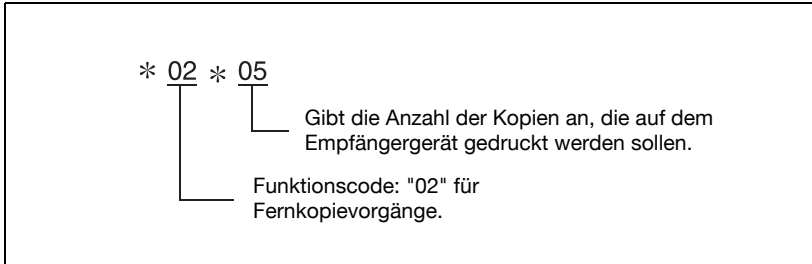 * 02 * 05
Gibt die Anzahl der Kopien an, die auf dem
Empfängergerät gedruckt werden sollen.
Funktionscode: "02" für
Fernkopievorgänge.